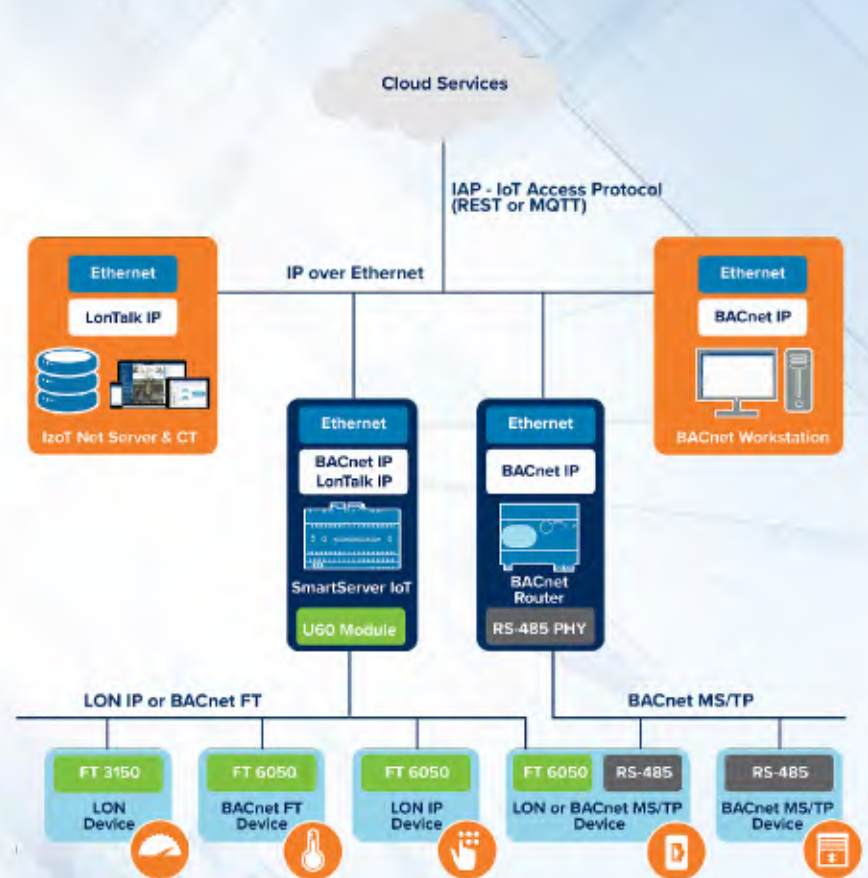 Cloud Services
IAP - IoT Access Protocol
(REST or MQTT)
IP over Ethernet
Ethernet
LonTalk IP
IzoT Net Server & CT
Ethernet
BACnet IP
BACnet Workstation
Ethernet
BACnet IP
LonTalk IP
SmartServer IoT
U60 Module
Ethernet
BACnet IP
BACnet
Router
RS-485 PHY
LON IP or BACnet FT
BACnet MS/TP
FT 3150
LON
Device
FT 6050
BACnet FT
Device
FT 6050
LON IP
Device
FT 6050
RS-485
LON or BACnet MS/TP
Device
RS-485
BACnet MS/TP
Device